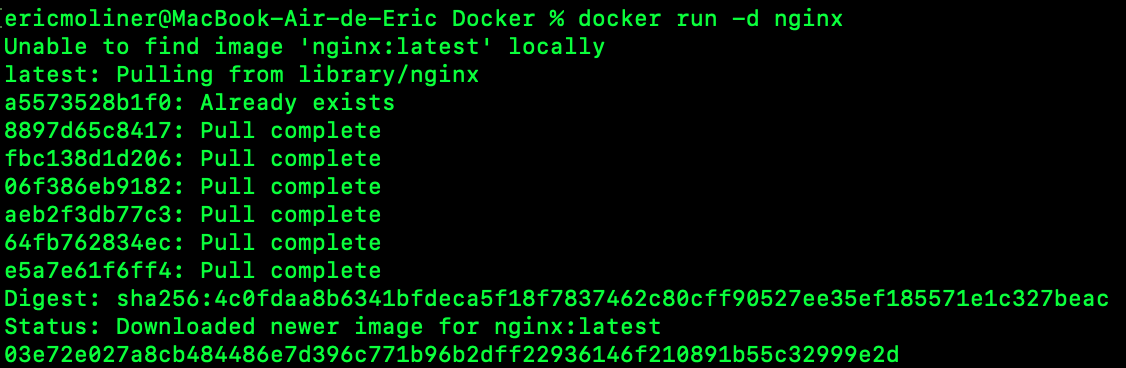 [ericmoliner@MacBook-Air-de-Eric Docker % docker run -d nginx
Unable to find image 'nginx:latest' locally
latest: Pulling from library/nginx
a5573528b1f0: Already exists
8897d65c8417: Pull complete
fbc138d1d206: Pull complete
06f386eb9182: Pull complete
aeb2f3db77c3: Pull complete
64fb762834ec: Pull complete
e5a7e61f6ff4: Pull complete
Digest: sha256:4c0fdaa8b6341bfdeca5f18f7837462c80cff90527ee35ef185571e1c327beac
Status: Downloaded newer image for nginx:latest
03e72e027a8cb484486e7d396c771b96b2dff22936146f210891b55c32999e2d